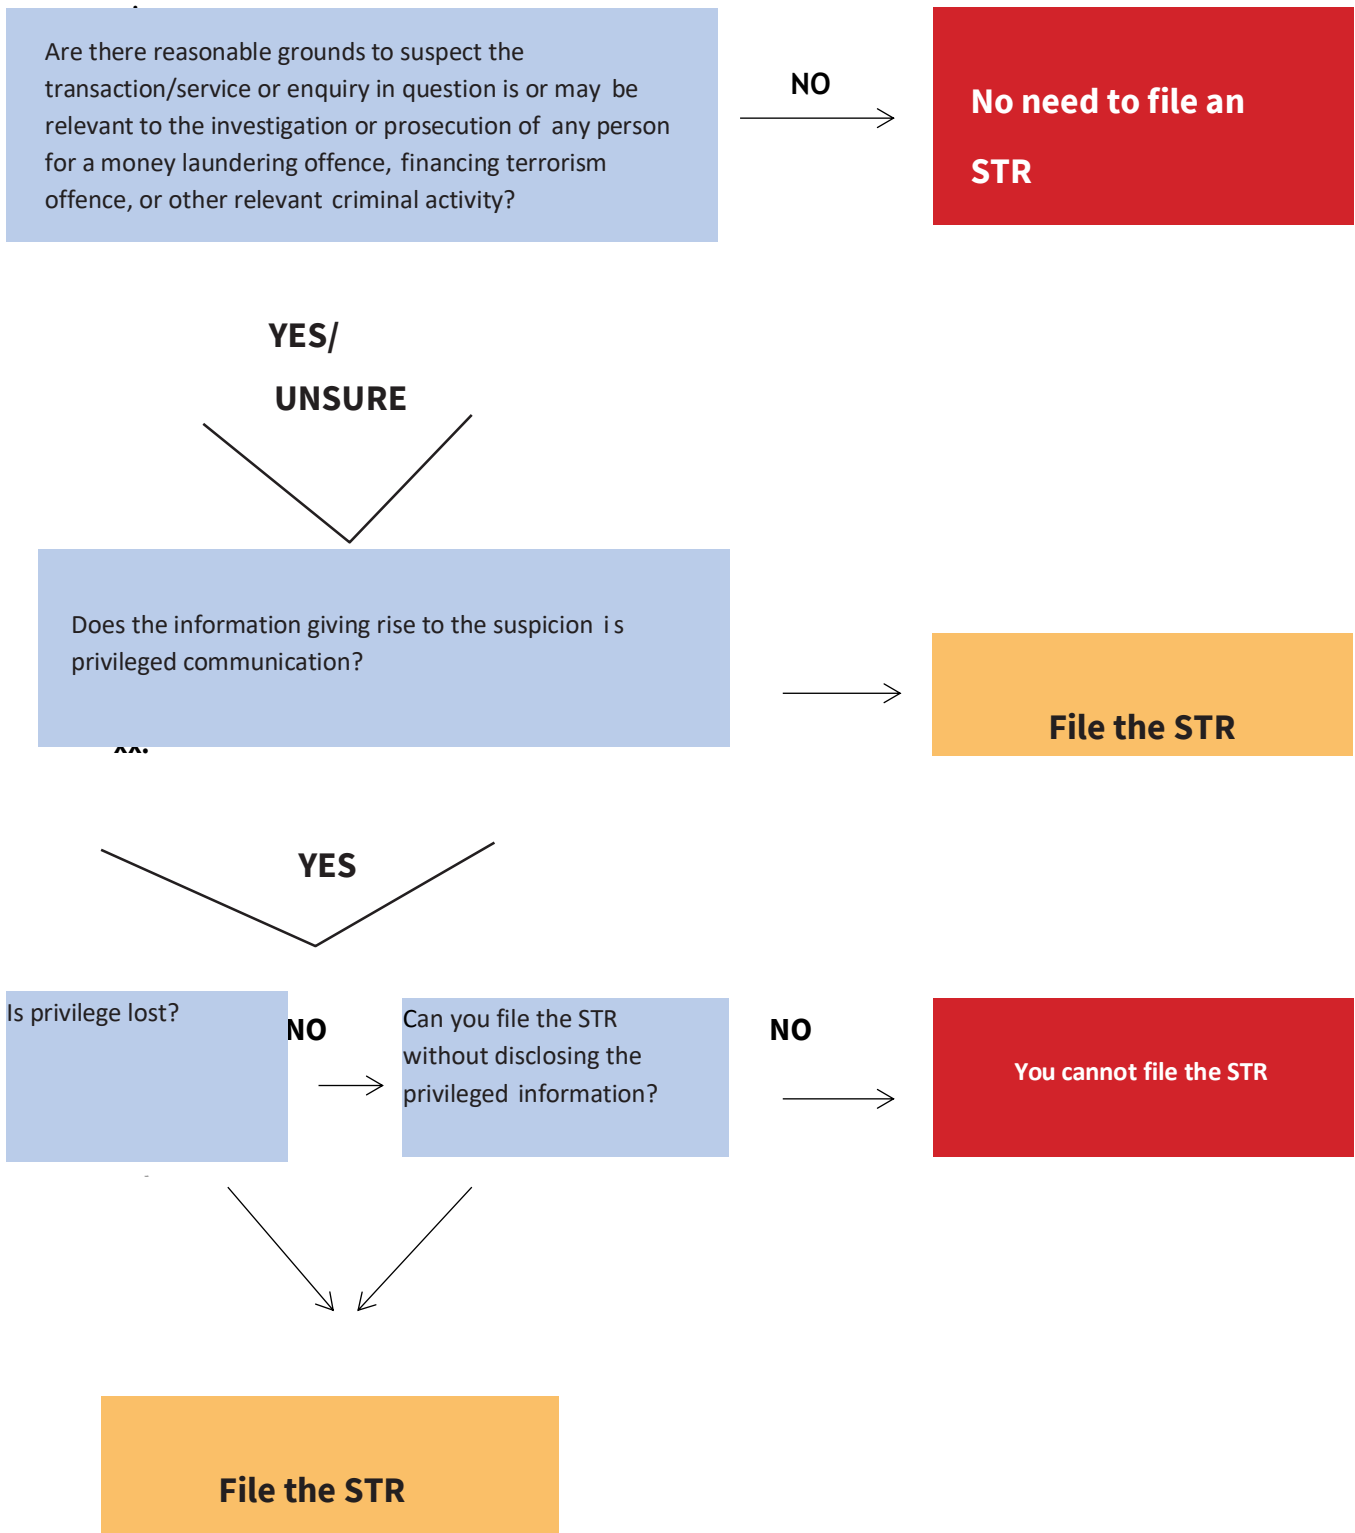 Are there reasonable grounds to suspect the
transaction/service or enquiry in question is or may be
relevant to the investigation or prosecution of any person
for a money laundering offence, financing terrorism
offence, or other relevant criminal activity?
NO
No need to file an
STR
YES/
UNSURE
Does the information giving rise to the suspicion is
privileged communication?
File the STR
YES
Is privilege lost?
NO
Can you file the STR
without disclosing the
privileged information?
NO
You cannot file the STR
File the STR